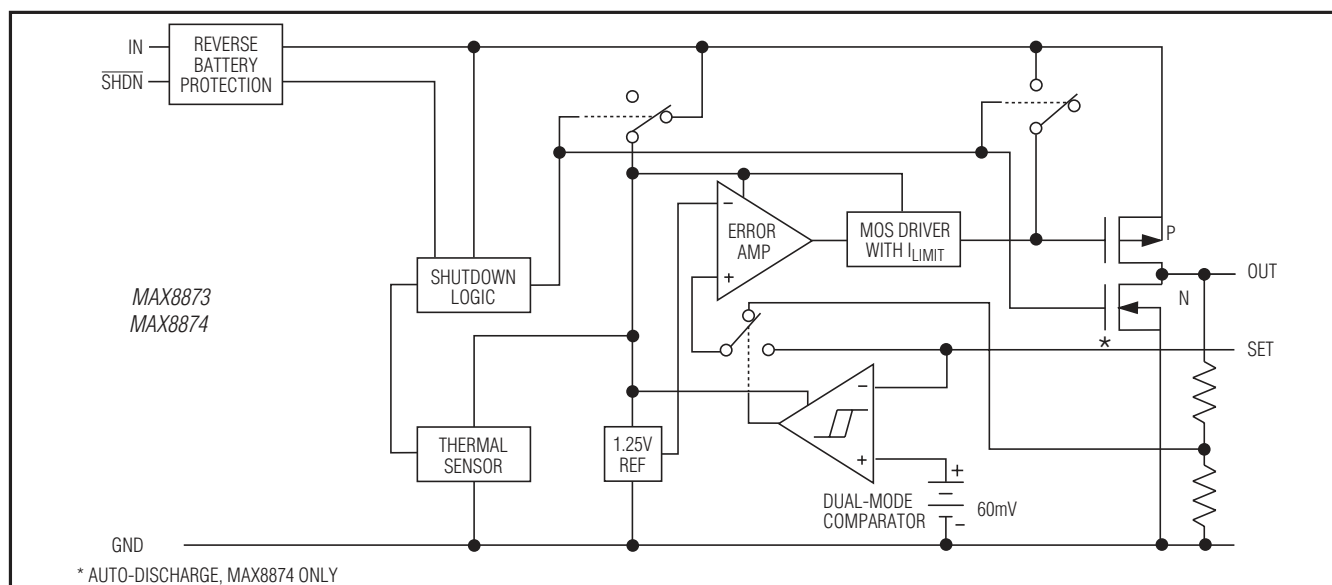 IN
SHDN
REVERSE
BATTERY
PROTECTION
P
ERROR
AMP
−
+
MOS DRIVER
WITH ILIMIT
OUT
SHUTDOWN
LOGIC
N
MAX8873
MAX8874
*
SET
−
+
THERMAL
SENSOR
1.25V
REF
DUAL-MODE
COMPARATOR
+
−
60mV
GND
* AUTO-DISCHARGE, MAX8874 ONLY